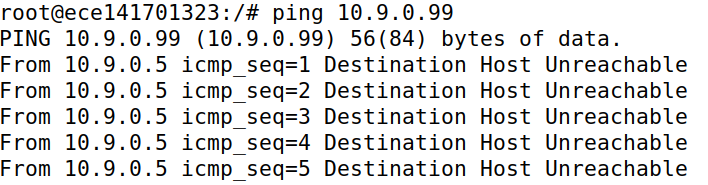 root@ece141701323:/# ping 10.9.0.99
PING 10.9.0.99 (10.9.0.99) 56(84) bytes of data.
From 10.9.0.5 icmp_seq=1 Destination Host Unreachable
From 10.9.0.5 icmp_seq=2 Destination Host Unreachable
From 10.9.0.5 icmp_seq=3 Destination Host Unreachable
From 10.9.0.5 icmp_seq=4 Destination Host Unreachable
From 10.9.0.5 icmp_seq=5 Destination Host Unreachable